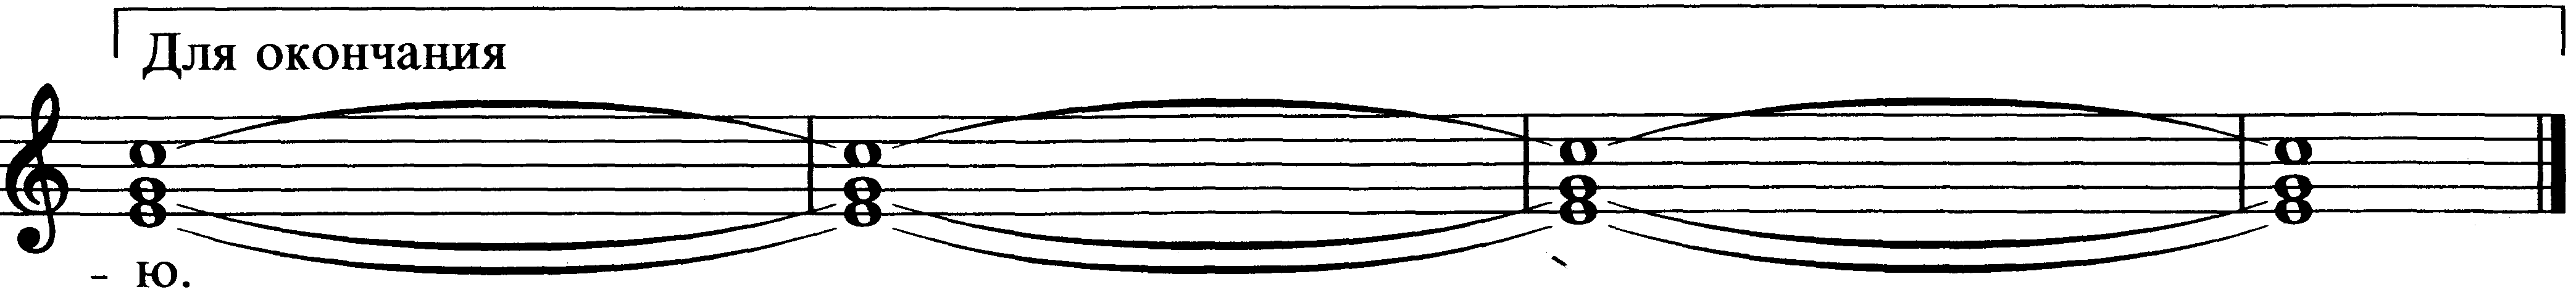 Для окончания
- ю.